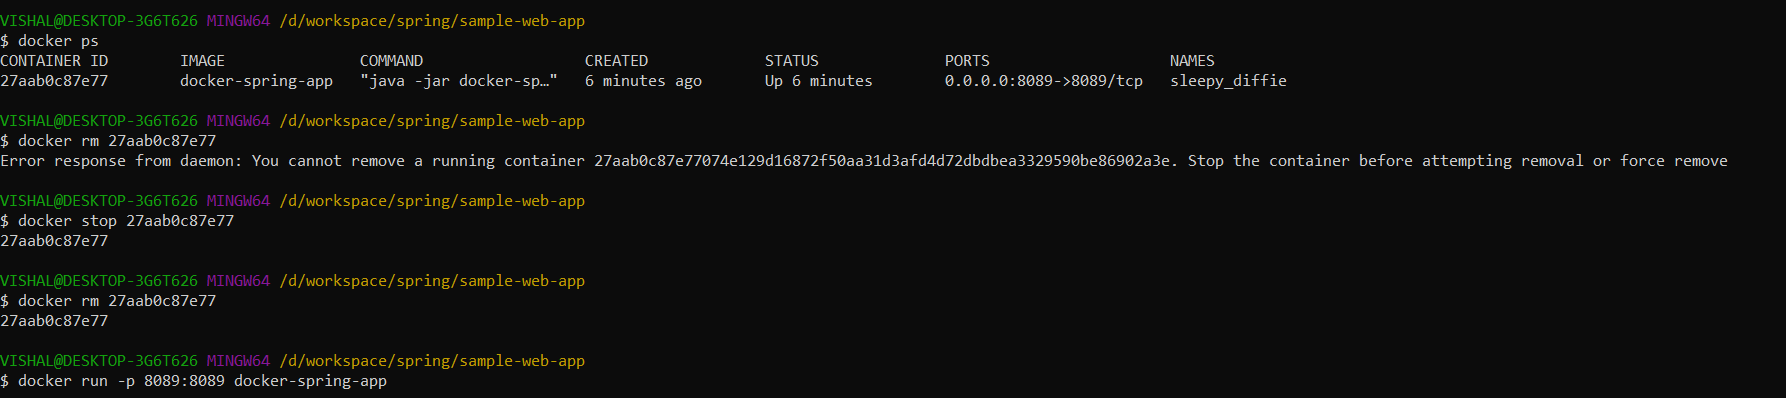 VISHAL@DESKTOP-3G6T626 MINGW64 /d/workspace/spring/sample-web-app
$ docker ps
CONTAINER ID IMAGE COMMAND CREATED STATUS PORTS NAMES
27aab0c87e77 docker-spring-app "java -jar docker-sp…" 6 minutes ago Up 6 minutes 0.0.0.0:8089->8089/tcp sleepy_diffie
VISHAL@DESKTOP-3G6T626 MINGW64 /d/workspace/spring/sample-web-app
$ docker rm 27aab0c87e77
Error response from daemon: You cannot remove a running container 27aab0c87e77074e129d16872f50aa31d3afd4d72dbdbea3329590be86902a3e. Stop the container before attempting removal or force remove
VISHAL@DESKTOP-3G6T626 MINGW64 /d/workspace/spring/sample-web-app
$ docker stop 27aab0c87e77
27aab0c87e77
VISHAL@DESKTOP-3G6T626 MINGW64 /d/workspace/spring/sample-web-app
$ docker rm 27aab0c87e77
27aab0c87e77
VISHAL@DESKTOP-3G6T626 MINGW64 /d/workspace/spring/sample-web-app
$ docker run -p 8089:8089 docker-spring-app